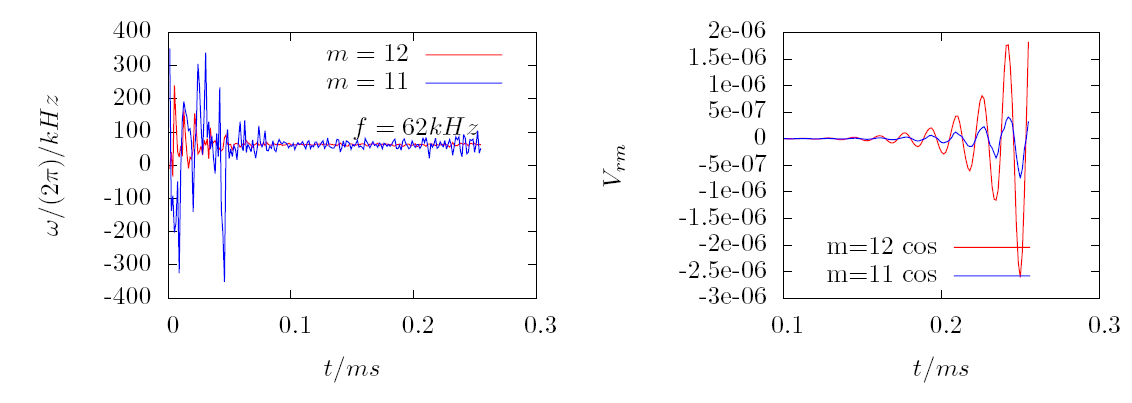 400
300
200
100
0
-100
-200
-300
-400
ω/(2π)/kHz
m = 12
m = 11
f = 62kHz
0
0.1
0.2
0.3
t/ms
2e-06
1.5e-06
1e-06
5e-07
0
-5e-07
-1e-06
-1.5e-06
-2e-06
-2.5e-06
-3e-06
V_{rm}
m=12 cos
m=11 cos
0.1
0.2
0.3
t/ms